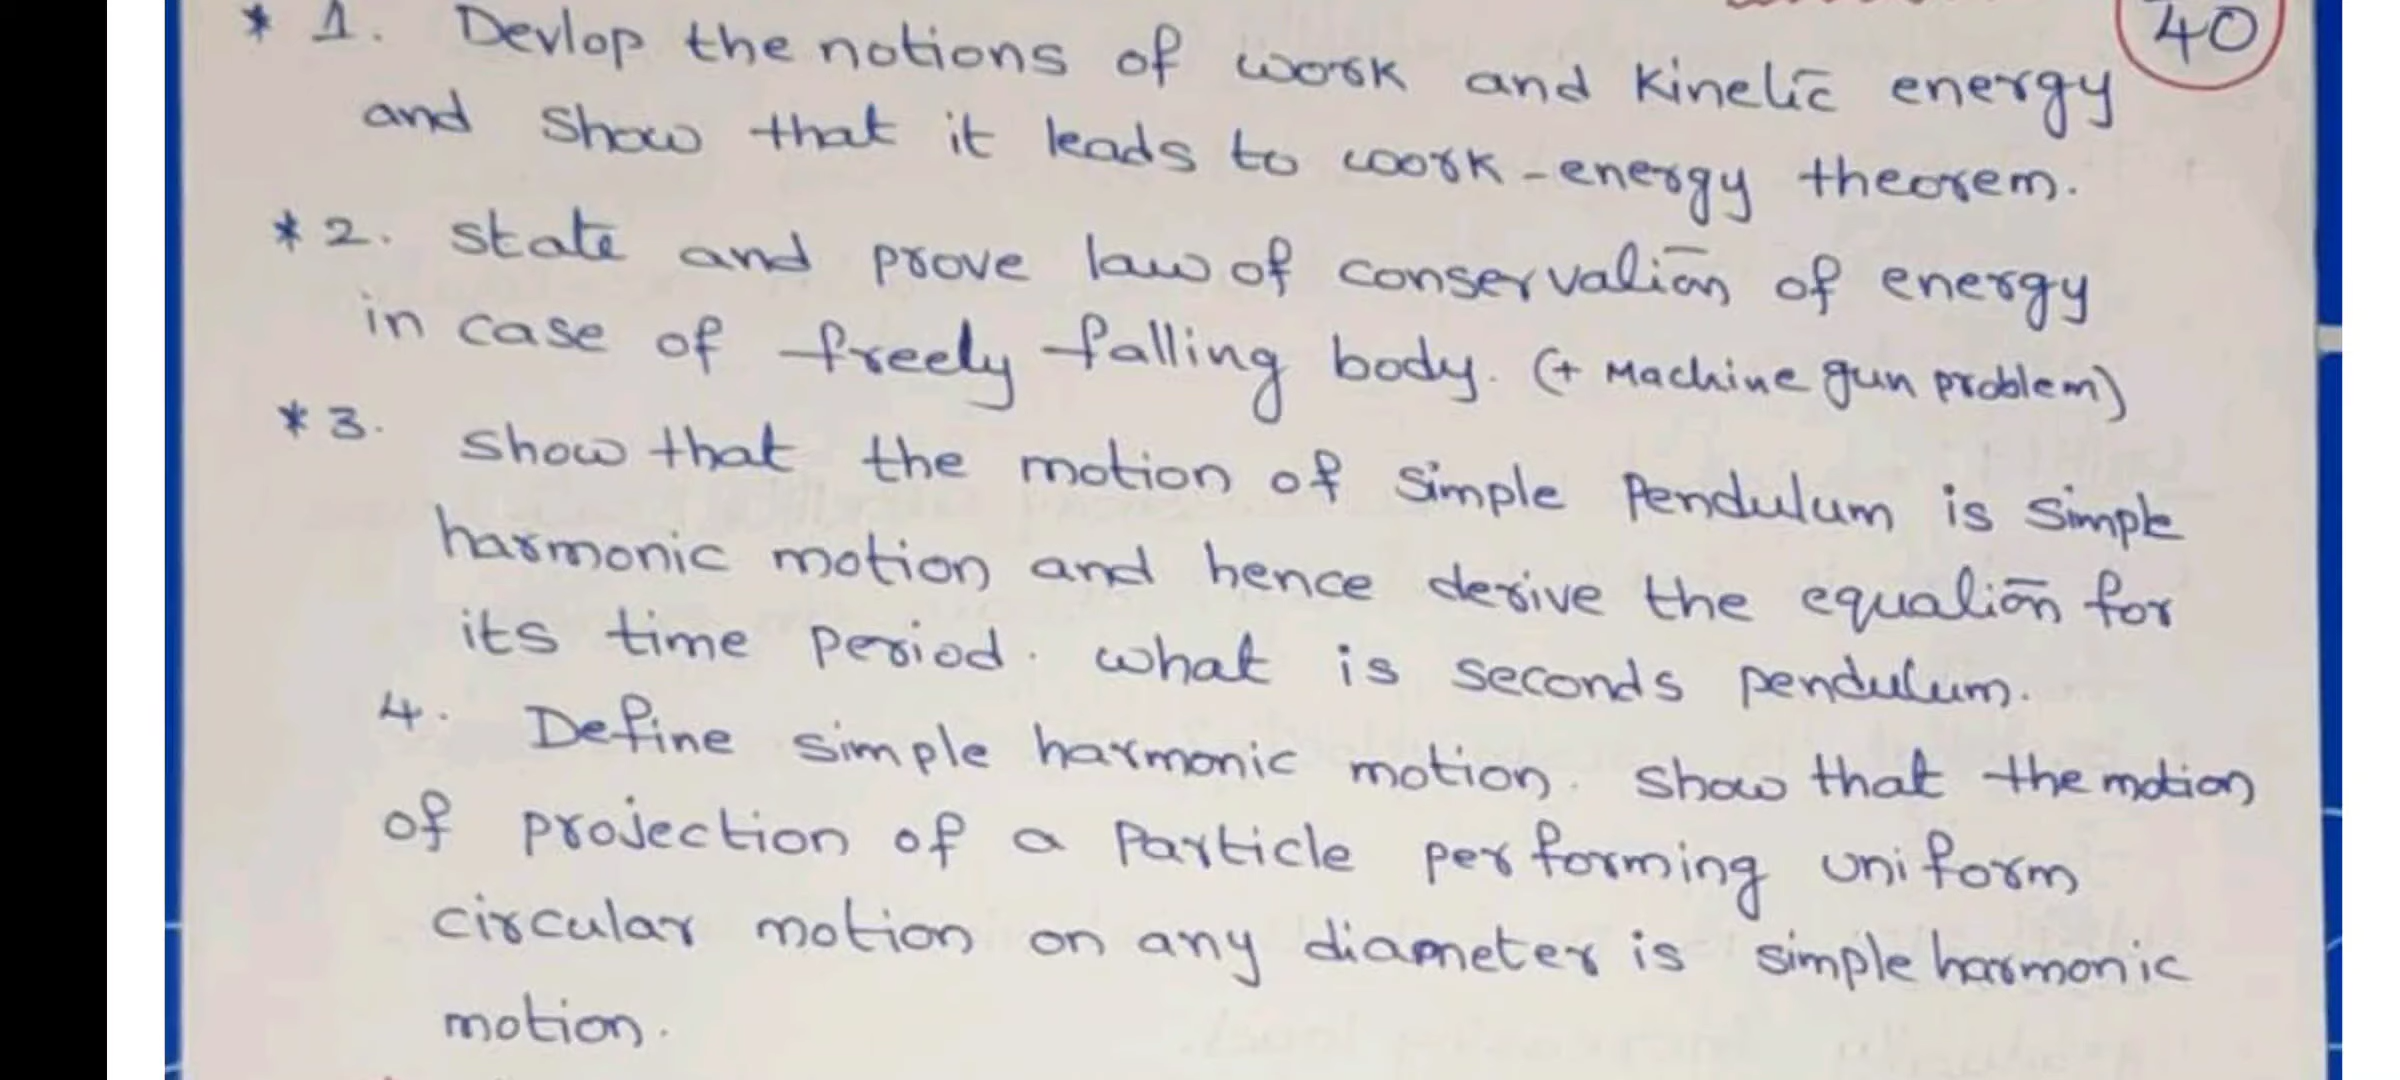 40
* 1. Devlop the notions of work and Kinetic energy
and show that it leads to work-energy theorem.
* 2. state and prove law of conservation of energy
in case of freely falling body. (+ Machine gun problem)
* 3. show that the motion of simple Pendulum is simple
harmonic motion and hence derive the equation for
its time period. what is seconds pendulum.
4. Define simple harmonic motion. show that the motion
of projection of a Particle performing uniform
circular motion on any diameter is simple harmonic
motion.